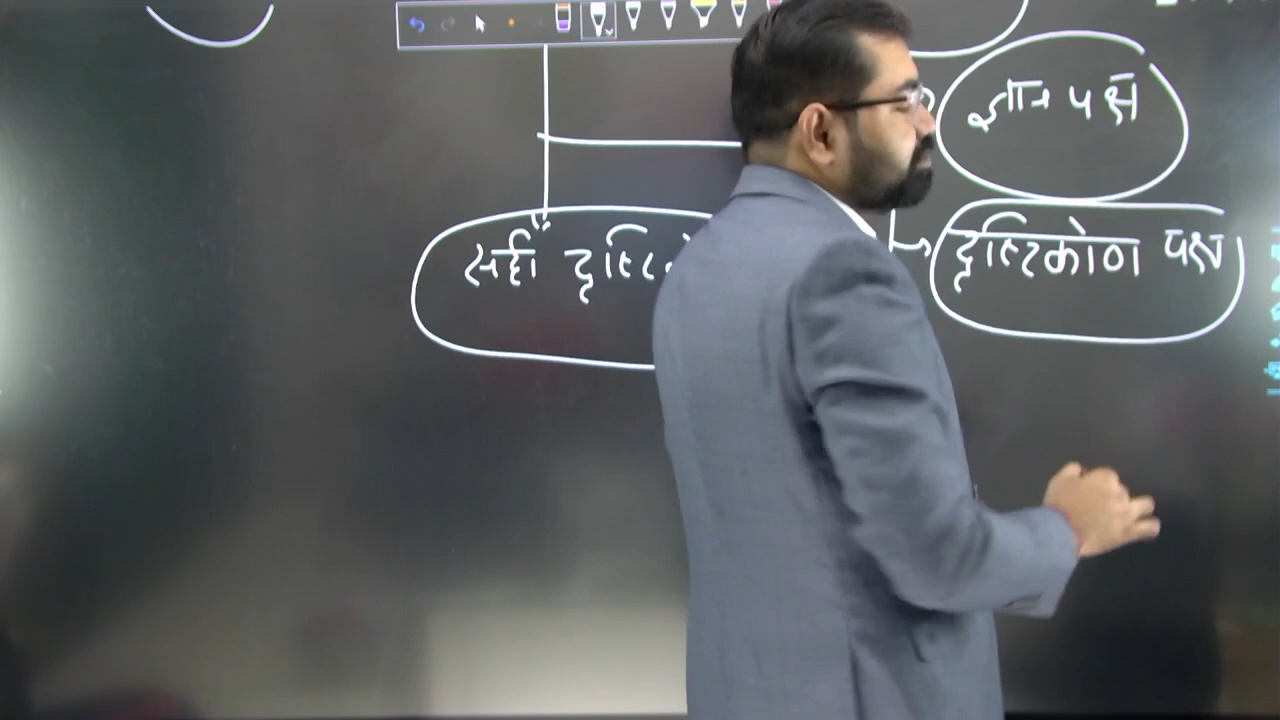 ज्ञान पक्ष
सही
दृष्टिकोण पक्ष